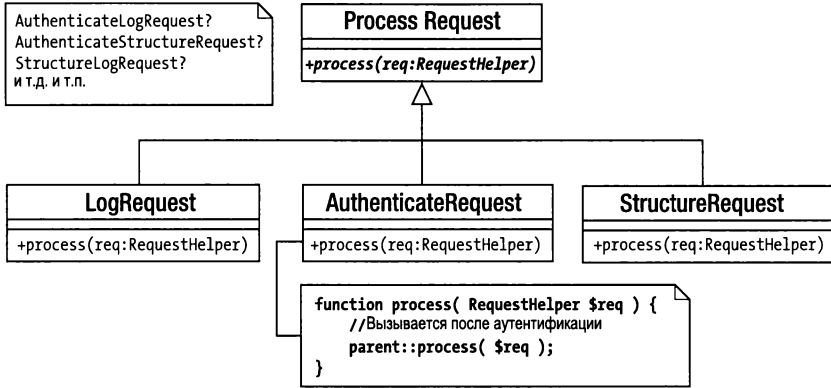 AuthenticateLogRequest?
AuthenticateStructureRequest?
StructureLogRequest?
и т.д. и т.п.
Process Request
+process(req:RequestHelper)
LogRequest
+process(req:RequestHelper)
AuthenticateRequest
+process(req:RequestHelper)
StructureRequest
+process(req:RequestHelper)
function process( RequestHelper $req ) {
//Вызывается после аутентификации
parent::process( $req );
}